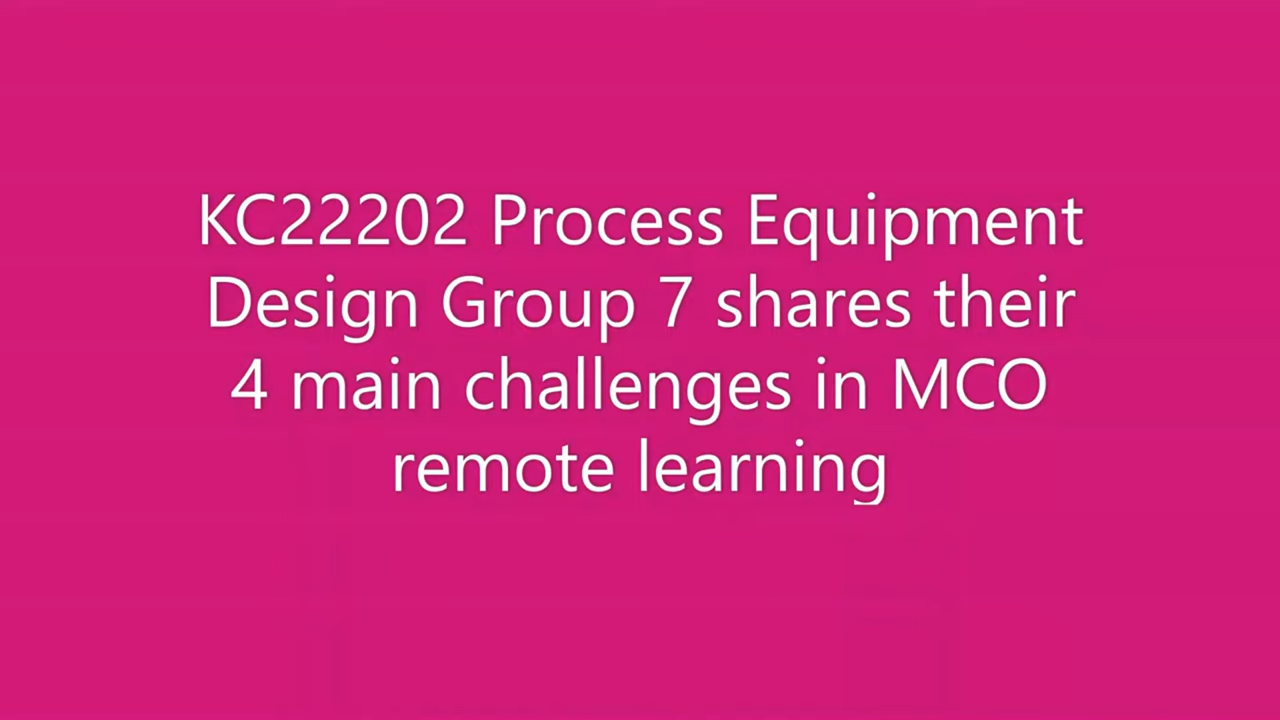 KC22202 Process Equipment
Design Group 7 shares their
4 main challenges in MCO
remote learning